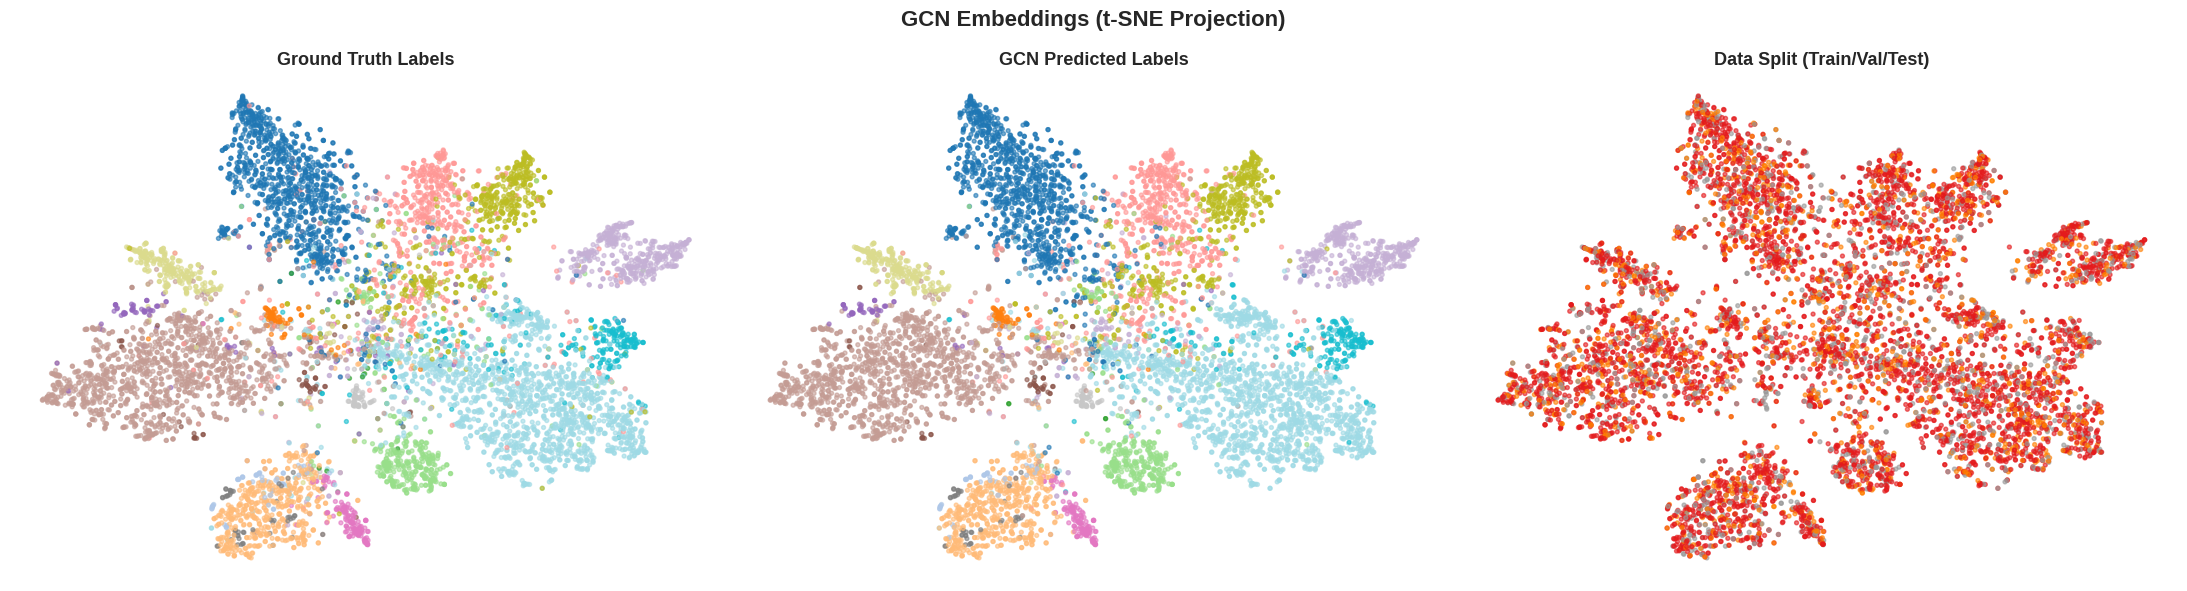 GCN Embeddings (t-SNE Projection)
Ground Truth Labels
GCN Predicted Labels
Data Split (Train/Val/Test)